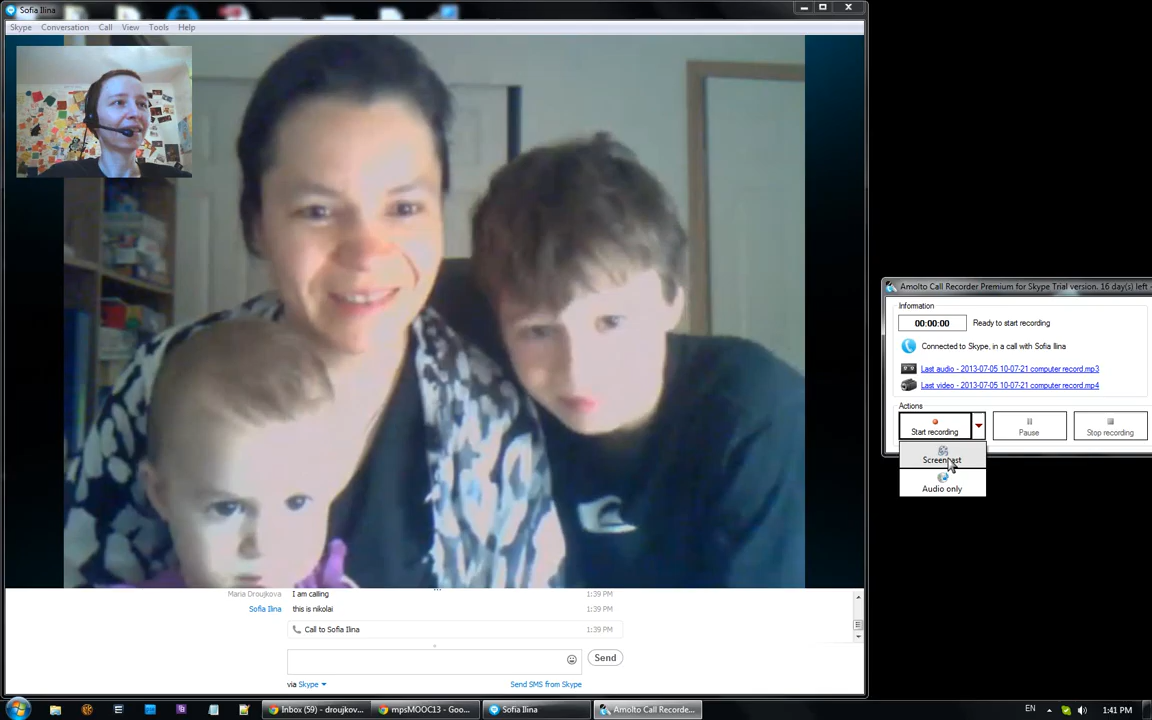 Sofia Ilina
Skype Conversation Call View Tools Help
Maria Droujkova I am calling 1:39 PM
Sofia Ilina this is nikolai 1:39 PM
Call to Sofia Ilina 1:39 PM
Send
via Skype Send SMS from Skype
Amolto Call Recorder Premium for Skype Trial version. 16 day(s) left -
Information
00:00:00 Ready to start recording
Connected to Skype, in a call with Sofia Ilina
Last audio - 2013-07-05 10-07-21 computer record.mp3
Last video - 2013-07-05 10-07-21 computer record.mp4
Actions
Start recording Pause Stop recording
Screencast
Audio only
Inbox (59) - droujkov... mpsMOOC13 - Goo... Sofia Ilina Amolto Call Recorde... EN 1:41 PM